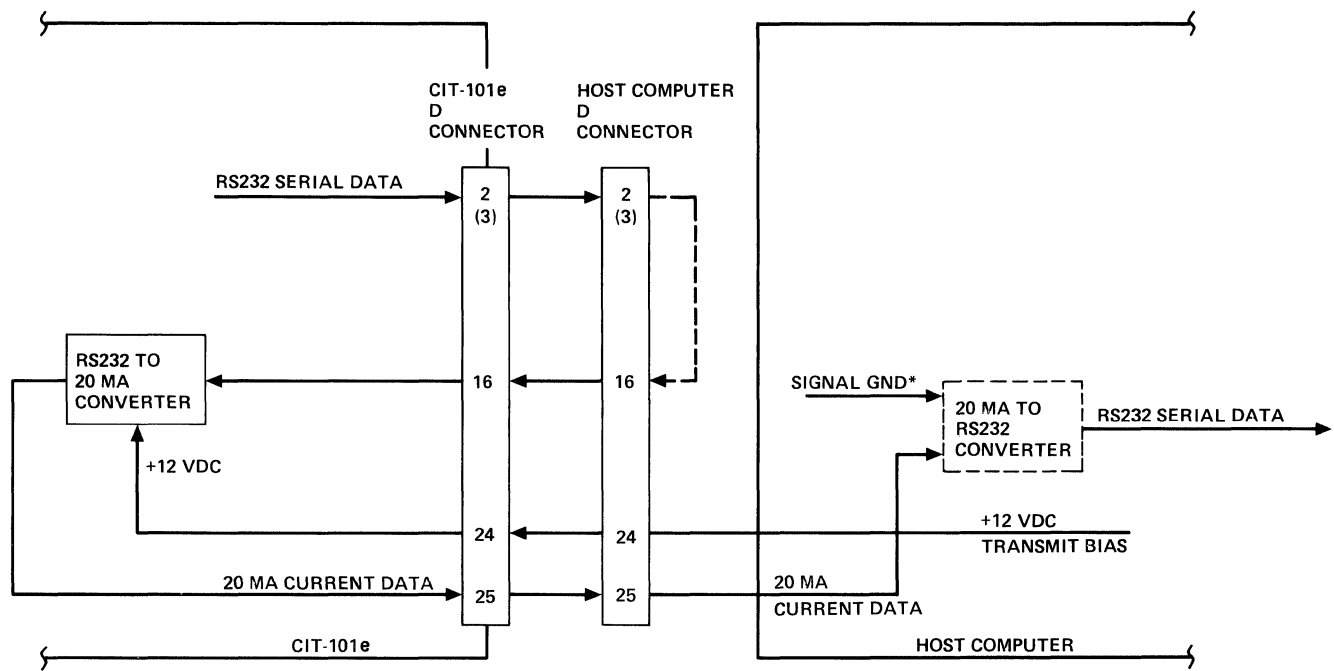 CIT-101e
D
CONNECTOR
HOST COMPUTER
D
CONNECTOR
RS232 SERIAL DATA
2
(3)
2
(3)
RS232 TO
20 MA
CONVERTER
16
16
SIGNAL GND*
20 MA TO
RS232
CONVERTER
RS232 SERIAL DATA
+12 VDC
24
24
+12 VDC
TRANSMIT BIAS
20 MA CURRENT DATA
25
25
20 MA
CURRENT DATA
CIT-101e
HOST COMPUTER